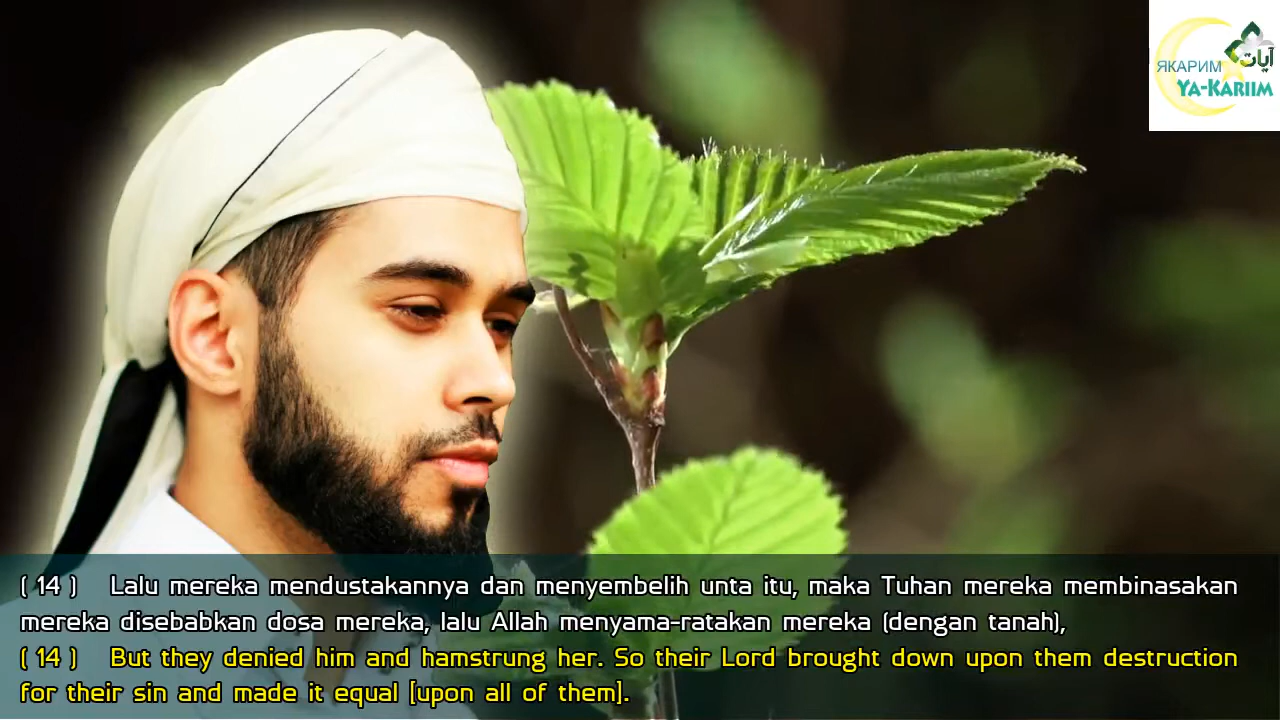 آيات
ЯКАРИМ
YA-KARIIM
( 14 ) Lalu mereka mendustakannya dan menyembelih unta itu, maka Tuhan mereka membinasakan
mereka disebabkan dosa mereka, lalu Allah menyama-ratakan mereka (dengan tanah),
( 14 ) But they denied him and hamstrung her. So their Lord brought down upon them destruction
for their sin and made it equal [upon all of them].